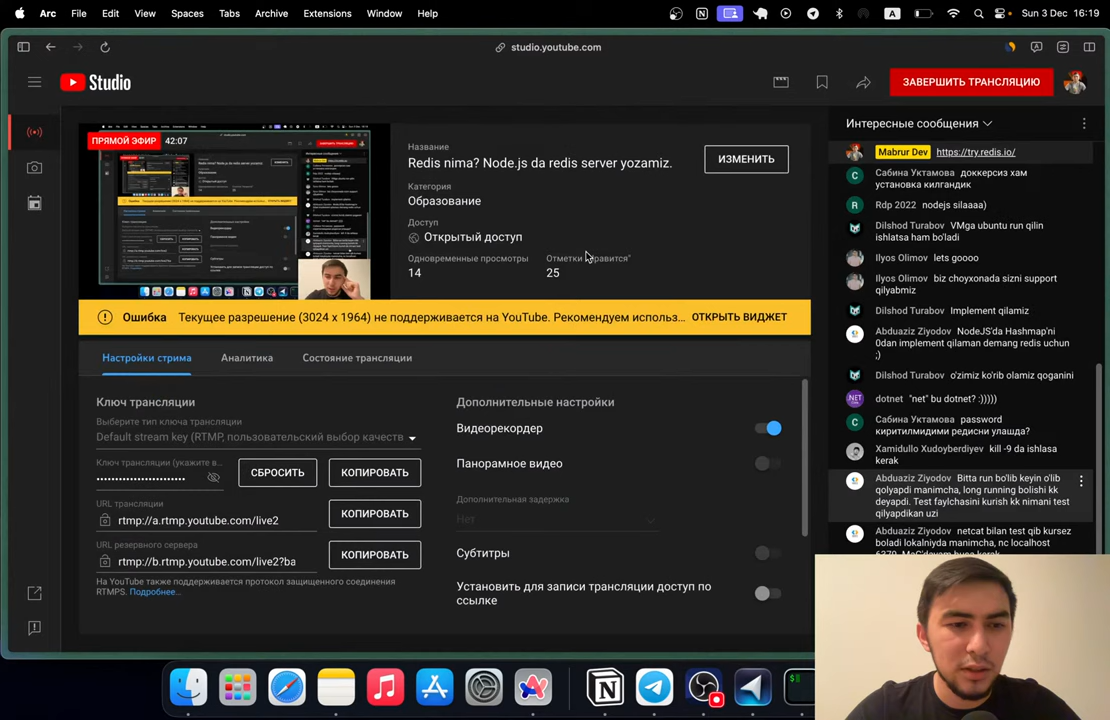 Arc File Edit View Spaces Tabs Archive Extensions Window Help
A
Sun 3 Dec 16:19
studio.youtube.com
Studio
ЗАВЕРШИТЬ ТРАНСЛЯЦИЮ
ПРЯМОЙ ЭФИР 42:07
Название
Redis nima? Node.js da redis server yozamiz.
ИЗМЕНИТЬ
Категория
Образование
Доступ
Открытый доступ
Одновременные просмотры
14
25
Ошибка Текущее разрешение (3024 x 1964) не поддерживается на YouTube. Рекомендуем использ... ОТКРЫТЬ ВИДЖЕТ
Настройки стрима Аналитика Состояние трансляции
Ключ трансляции
Выберите тип ключа трансляции
Default stream key (RTMP, пользовательский выбор качеств
Ключ трансляции (укажите в...
••••••••••••••••••••••••
СБРОСИТЬ
КОПИРОВАТЬ
URL трансляции
rtmp://a.rtmp.youtube.com/live2
КОПИРОВАТЬ
URL резервного сервера
rtmp://b.rtmp.youtube.com/live2?ba
КОПИРОВАТЬ
На YouTube также поддерживается протокол защищенного соединения
RTMPS. Подробнее...
Дополнительные настройки
Видеорекордер
Панорамное видео
Дополнительная задержка
Нет
Субтитры
Установить для записи трансляции доступ по
ссылке
Интересные сообщения
Mabrur Dev https://try.redis.io/
Сабина Уктамова доккерсиз хам
установка килгандик
Rdp 2022 nodejs silaaa)
Dilshod Turabov VMga ubuntu run qilin
ishlatsa ham bo'ladi
Ilyos Olimov lets goooo
Ilyos Olimov biz choyxonada sizni support
qilyabmiz
Dilshod Turabov Implement qilamiz
Abduaziz Ziyodov NodeJS'da Hashmap'ni
0dan implement qilaman demang redis uchun
;)
Dilshod Turabov o'zimiz ko'rib olamiz qoganini
dotnet "net" bu dotnet? :)))))
Сабина Уктамова password
киритилмидими редисни улашда?
Xamidullo Xudoyberdiyev kill -9 da ishlasa
kerak
Abduaziz Ziyodov Bitta run bo'lib keyin o'lib
qolyapdi manimcha, long running bolishi kk
deyapdi. Test faylchasini kurish kk nimani test
qilyapdikan uzi
Abduaziz Ziyodov netcat bilan test qib kursez
boladi lokalniyda manimcha, nc localhost